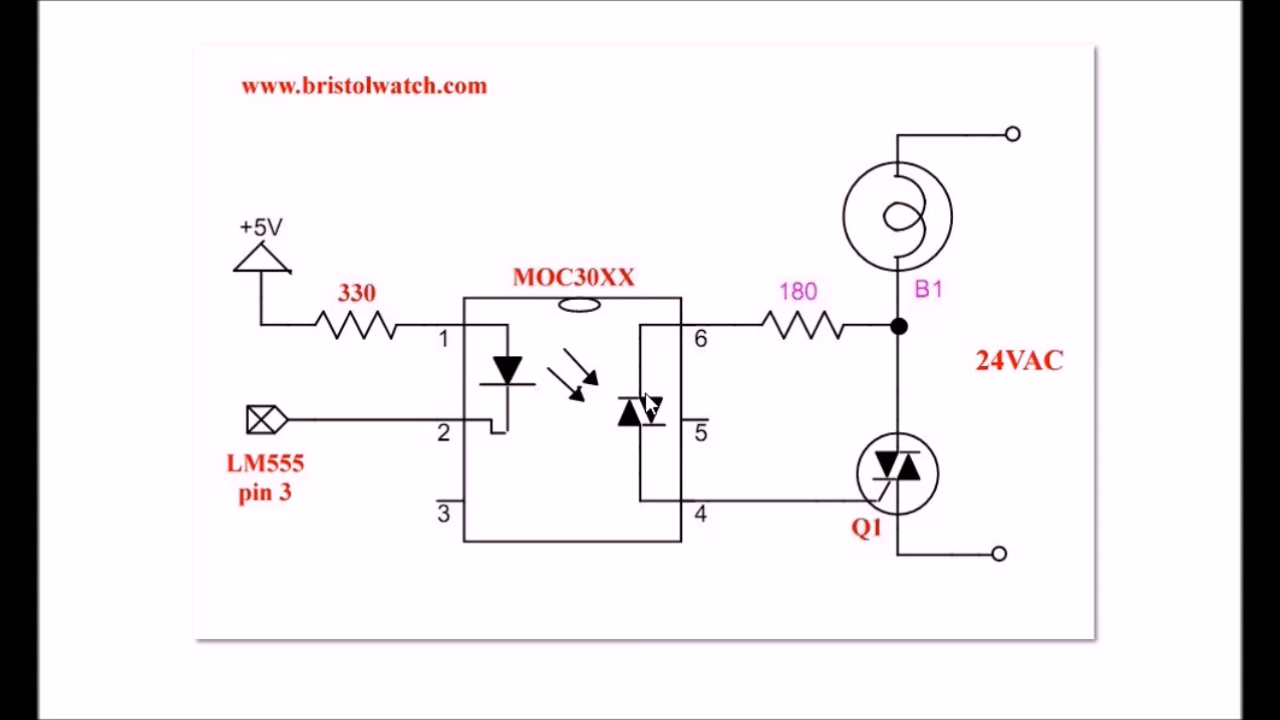 www.bristolwatch.com
+5V
330
MOC30XX
180
B1
1
6
24VAC
2
5
LM555
pin 3
3
4
Q1